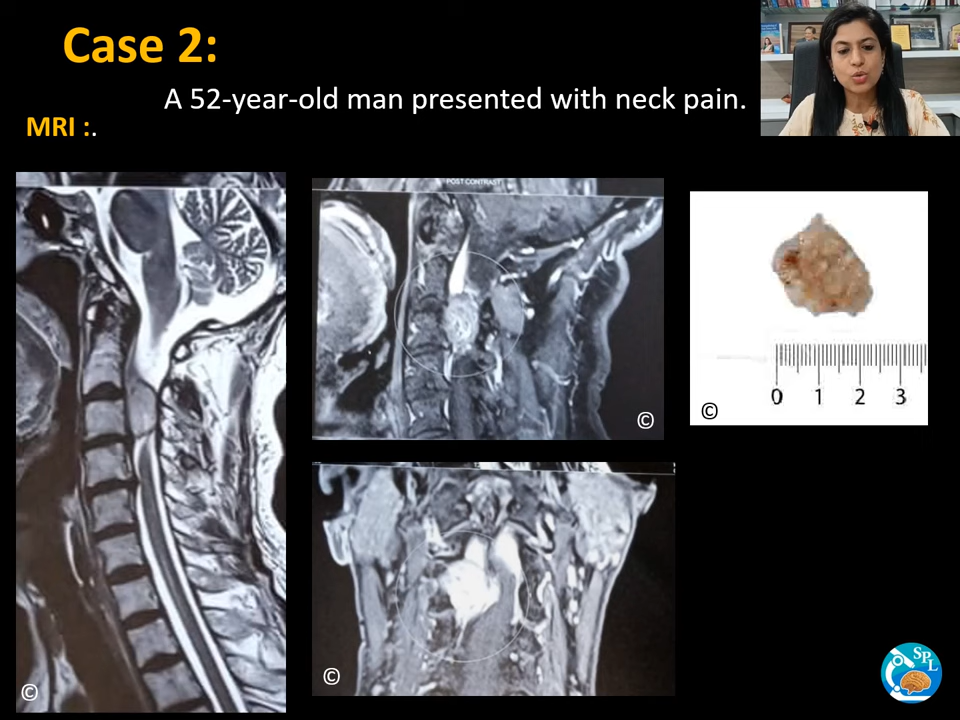 Case 2:
A 52-year-old man presented with neck pain.
MRI :.
POST CONTRAST
©
©
0 1 2 3
©
©
SPL